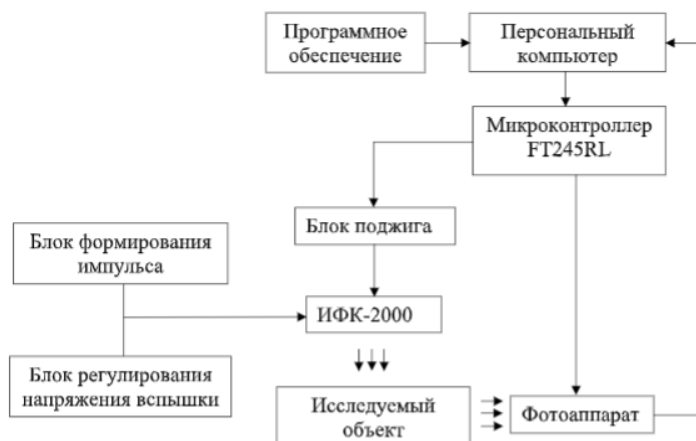 Программное
обеспечение
Персональный
компьютер
Микроконтроллер
FT245RL
Блок поджига
Блок формирования
импульса
ИФК-2000
Блок регулирования
напряжения вспышки
Исследуемый
объект
Фотоаппарат